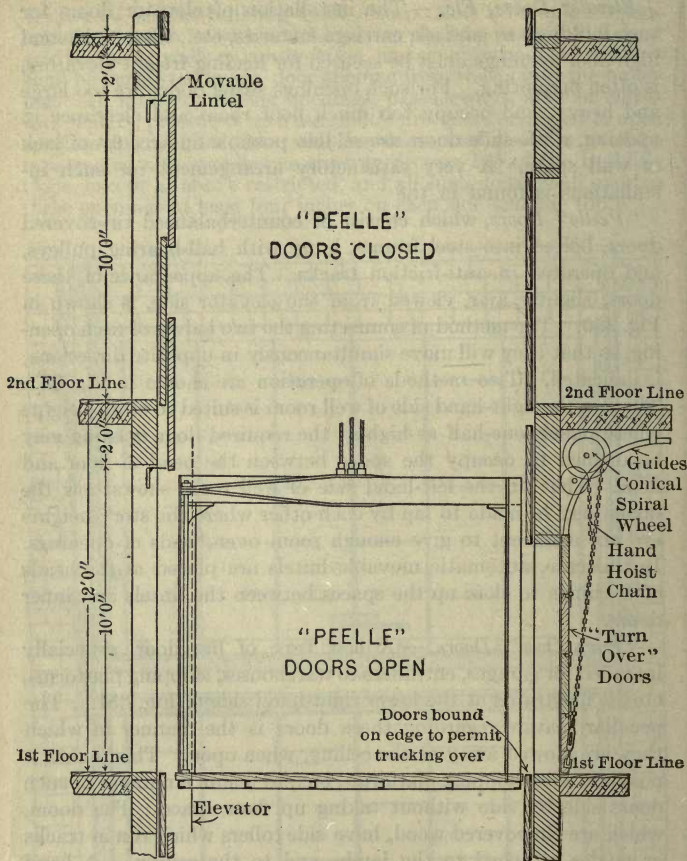 2'0"
Movable
Lintel
"PEELLE"
DOORS CLOSED
10'0"
2nd Floor Line
2nd Floor Line
2'0"
Guides
Conical
Spiral
Wheel
Hand
Hoist
Chain
12'0"
10'0"
"PEELLE"
DOORS OPEN
"Turn
Over"
Doors
Doors bound
on edge to permit
trucking over
1st Floor Line
1st Floor Line
Elevator